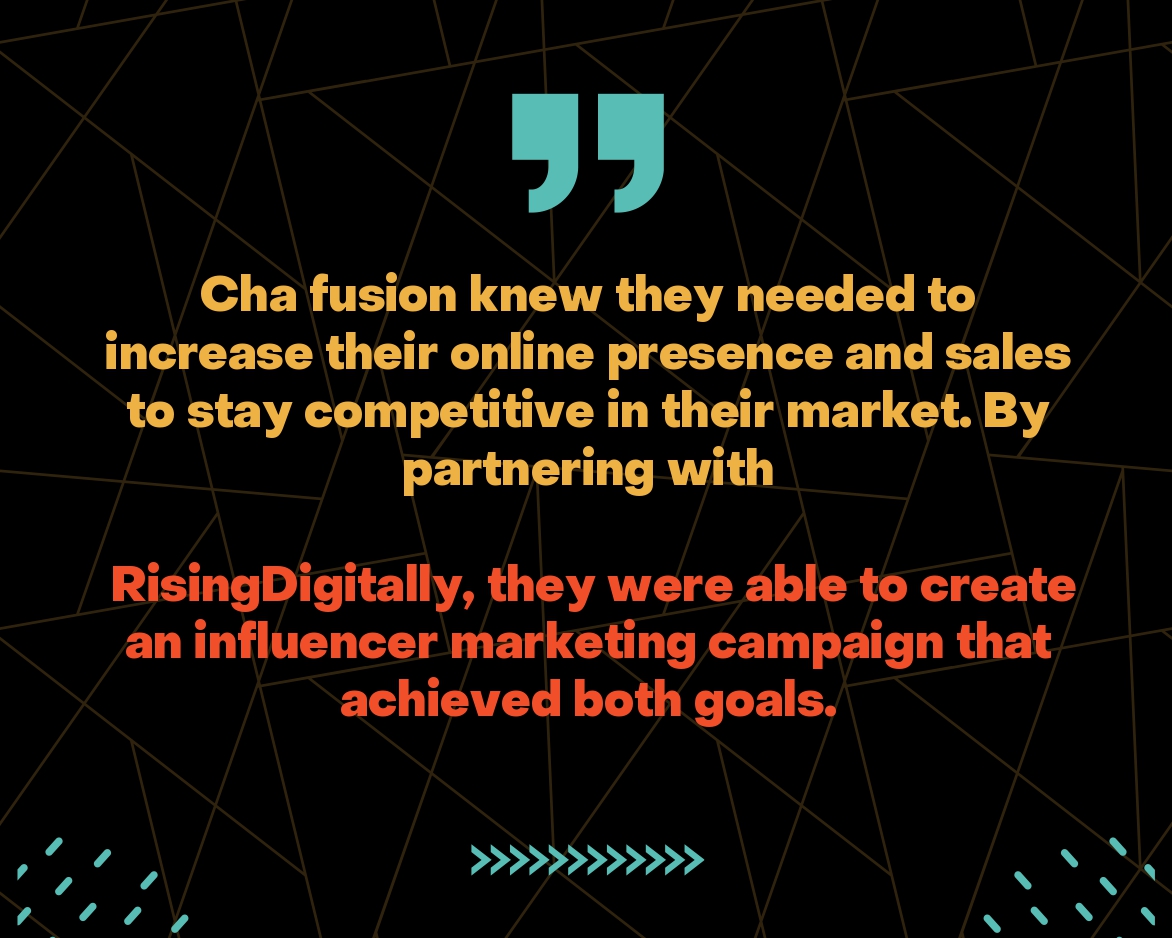 Cha fusion knew they needed to
increase their online presence and sales
to stay competitive in their market. By
partnering with
RisingDigitally, they were able to create
an influencer marketing campaign that
achieved both goals.